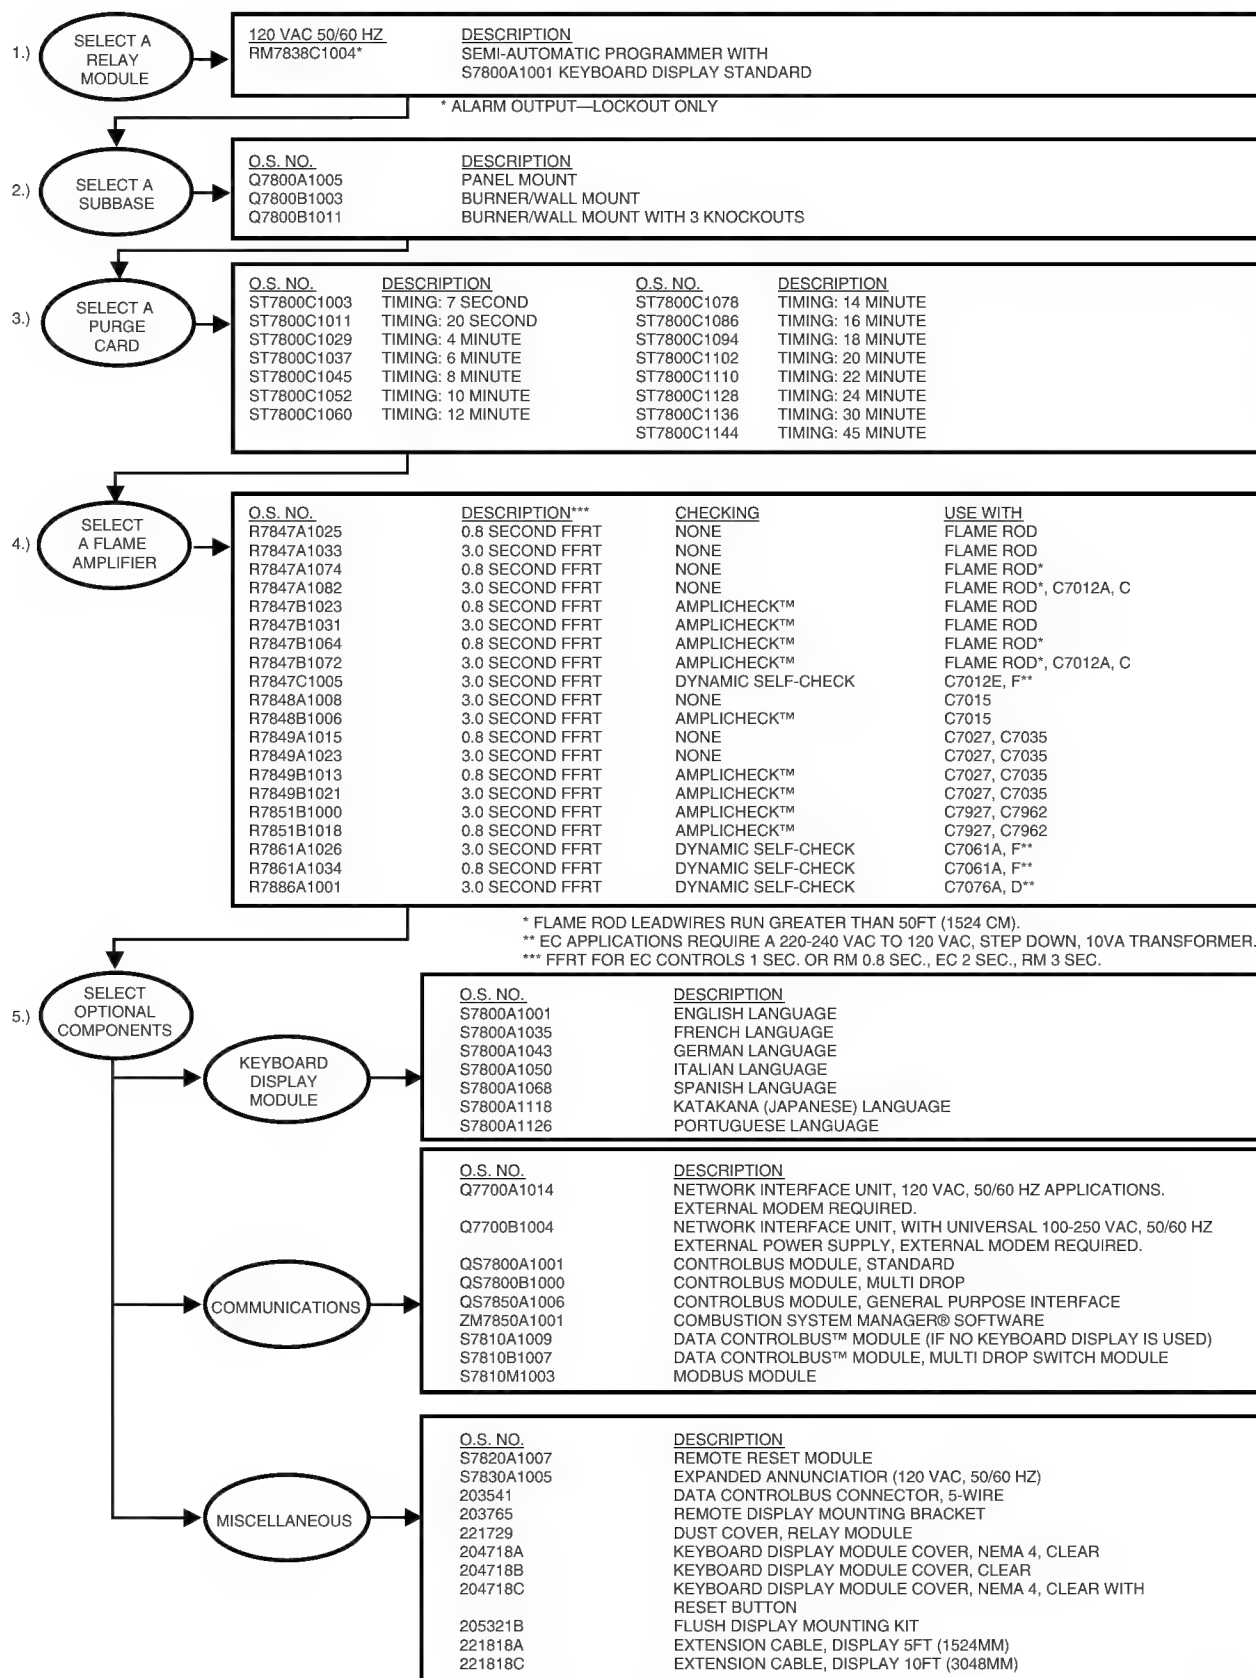 1.) SELECT A
RELAY
MODULE
120 VAC 50/60 HZ DESCRIPTION
RM7838C1004* SEMI-AUTOMATIC PROGRAMMER WITH
S7800A1001 KEYBOARD DISPLAY STANDARD
* ALARM OUTPUT—LOCKOUT ONLY
2.) SELECT A
SUBBASE
O.S. NO. DESCRIPTION
Q7800A1005 PANEL MOUNT
Q7800B1003 BURNER/WALL MOUNT
Q7800B1011 BURNER/WALL MOUNT WITH 3 KNOCKOUTS
3.) SELECT A
PURGE
CARD
O.S. NO. DESCRIPTION O.S. NO. DESCRIPTION
ST7800C1003 TIMING: 7 SECOND ST7800C1078 TIMING: 14 MINUTE
ST7800C1011 TIMING: 20 SECOND ST7800C1086 TIMING: 16 MINUTE
ST7800C1029 TIMING: 4 MINUTE ST7800C1094 TIMING: 18 MINUTE
ST7800C1037 TIMING: 6 MINUTE ST7800C1102 TIMING: 20 MINUTE
ST7800C1045 TIMING: 8 MINUTE ST7800C1110 TIMING: 22 MINUTE
ST7800C1052 TIMING: 10 MINUTE ST7800C1128 TIMING: 24 MINUTE
ST7800C1060 TIMING: 12 MINUTE ST7800C1136 TIMING: 30 MINUTE
ST7800C1144 TIMING: 45 MINUTE
4.) SELECT
A FLAME
AMPLIFIER
O.S. NO. DESCRIPTION*** CHECKING USE WITH
R7847A1025 0.8 SECOND FFRT NONE FLAME ROD
R7847A1033 3.0 SECOND FFRT NONE FLAME ROD
R7847A1074 0.8 SECOND FFRT NONE FLAME ROD*
R7847A1082 3.0 SECOND FFRT NONE FLAME ROD*, C7012A, C
R7847B1023 0.8 SECOND FFRT AMPLICHECK™ FLAME ROD
R7847B1031 3.0 SECOND FFRT AMPLICHECK™ FLAME ROD
R7847B1064 0.8 SECOND FFRT AMPLICHECK™ FLAME ROD*
R7847B1072 3.0 SECOND FFRT AMPLICHECK™ FLAME ROD*, C7012A, C
R7847C1005 3.0 SECOND FFRT DYNAMIC SELF-CHECK C7012E, F**
R7848A1008 3.0 SECOND FFRT NONE C7015
R7848B1006 3.0 SECOND FFRT AMPLICHECK™ C7015
R7849A1015 0.8 SECOND FFRT NONE C7027, C7035
R7849A1023 3.0 SECOND FFRT NONE C7027, C7035
R7849B1013 0.8 SECOND FFRT AMPLICHECK™ C7027, C7035
R7849B1021 3.0 SECOND FFRT AMPLICHECK™ C7027, C7035
R7851B1000 3.0 SECOND FFRT AMPLICHECK™ C7927, C7962
R7851B1018 0.8 SECOND FFRT AMPLICHECK™ C7927, C7962
R7861A1026 3.0 SECOND FFRT DYNAMIC SELF-CHECK C7061A, F**
R7861A1034 0.8 SECOND FFRT DYNAMIC SELF-CHECK C7061A, F**
R7886A1001 3.0 SECOND FFRT DYNAMIC SELF-CHECK C7076A, D**
* FLAME ROD LEADWIRES RUN GREATER THAN 50FT (1524 CM).
** EC APPLICATIONS REQUIRE A 220-240 VAC TO 120 VAC, STEP DOWN, 10VA TRANSFORMER.
*** FFRT FOR EC CONTROLS 1 SEC. OR RM 0.8 SEC., EC 2 SEC., RM 3 SEC.
5.) SELECT
OPTIONAL
COMPONENTS
KEYBOARD
DISPLAY
MODULE
O.S. NO. DESCRIPTION
S7800A1001 ENGLISH LANGUAGE
S7800A1035 FRENCH LANGUAGE
S7800A1043 GERMAN LANGUAGE
S7800A1050 ITALIAN LANGUAGE
S7800A1068 SPANISH LANGUAGE
S7800A1118 KATAKANA (JAPANESE) LANGUAGE
S7800A1126 PORTUGUESE LANGUAGE
COMMUNICATIONS
O.S. NO. DESCRIPTION
Q7700A1014 NETWORK INTERFACE UNIT, 120 VAC, 50/60 HZ APPLICATIONS.
EXTERNAL MODEM REQUIRED.
Q7700B1004 NETWORK INTERFACE UNIT, WITH UNIVERSAL 100-250 VAC, 50/60 HZ
EXTERNAL POWER SUPPLY, EXTERNAL MODEM REQUIRED.
QS7800A1001 CONTROLBUS MODULE, STANDARD
QS7800B1000 CONTROLBUS MODULE, MULTI DROP
QS7850A1006 CONTROLBUS MODULE, GENERAL PURPOSE INTERFACE
ZM7850A1001 COMBUSTION SYSTEM MANAGER® SOFTWARE
S7810A1009 DATA CONTROLBUS™ MODULE (IF NO KEYBOARD DISPLAY IS USED)
S7810B1007 DATA CONTROLBUS™ MODULE, MULTI DROP SWITCH MODULE
S7810M1003 MODBUS MODULE
MISCELLANEOUS
O.S. NO. DESCRIPTION
S7820A1007 REMOTE RESET MODULE
S7830A1005 EXPANDED ANNUNCIATIOR (120 VAC, 50/60 HZ)
203541 DATA CONTROLBUS CONNECTOR, 5-WIRE
203765 REMOTE DISPLAY MOUNTING BRACKET
221729 DUST COVER, RELAY MODULE
204718A KEYBOARD DISPLAY MODULE COVER, NEMA 4, CLEAR
204718B KEYBOARD DISPLAY MODULE COVER, CLEAR
204718C KEYBOARD DISPLAY MODULE COVER, NEMA 4, CLEAR WITH
RESET BUTTON
205321B FLUSH DISPLAY MOUNTING KIT
221818A EXTENSION CABLE, DISPLAY 5FT (1524MM)
221818C EXTENSION CABLE, DISPLAY 10FT (3048MM)